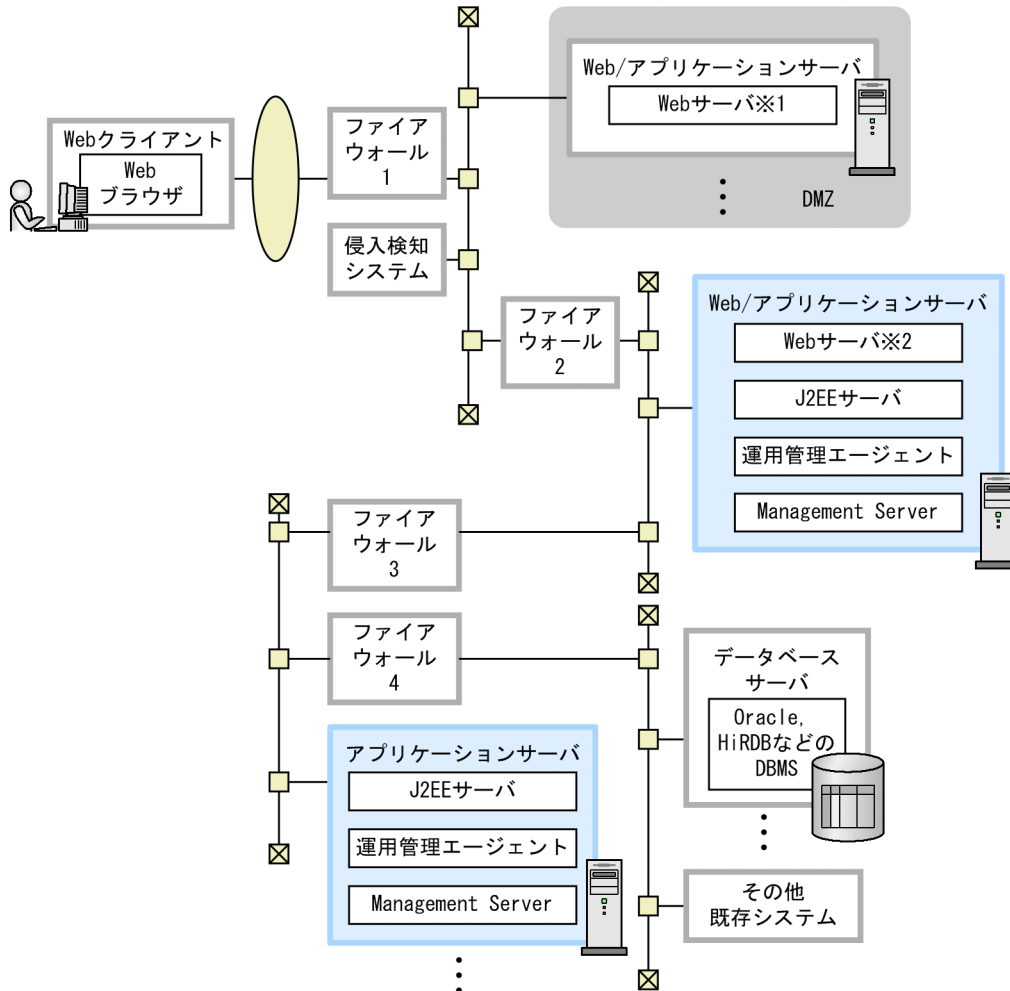 Web/アプリケーションサーバ
Webサーバ※1
DMZ
Webクライアント
Web
ブラウザ
ファイア
ウォール
1
侵入検知
システム
ファイア
ウォール
2
Web/アプリケーションサーバ
Webサーバ※2
J2EEサーバ
運用管理エージェント
Management Server
ファイア
ウォール
3
ファイア
ウォール
4
データベース
サーバ
Oracle,
HiRDBなどの
DBMS
アプリケーションサーバ
J2EEサーバ
運用管理エージェント
Management Server
その他
既存システム